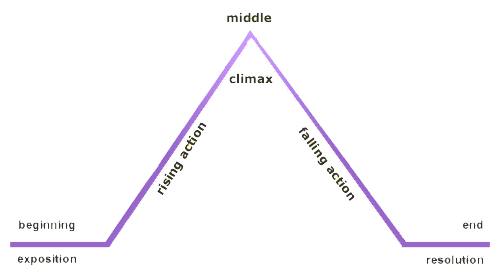 middle
climax
rising action
falling action
beginning
end
exposition
resolution